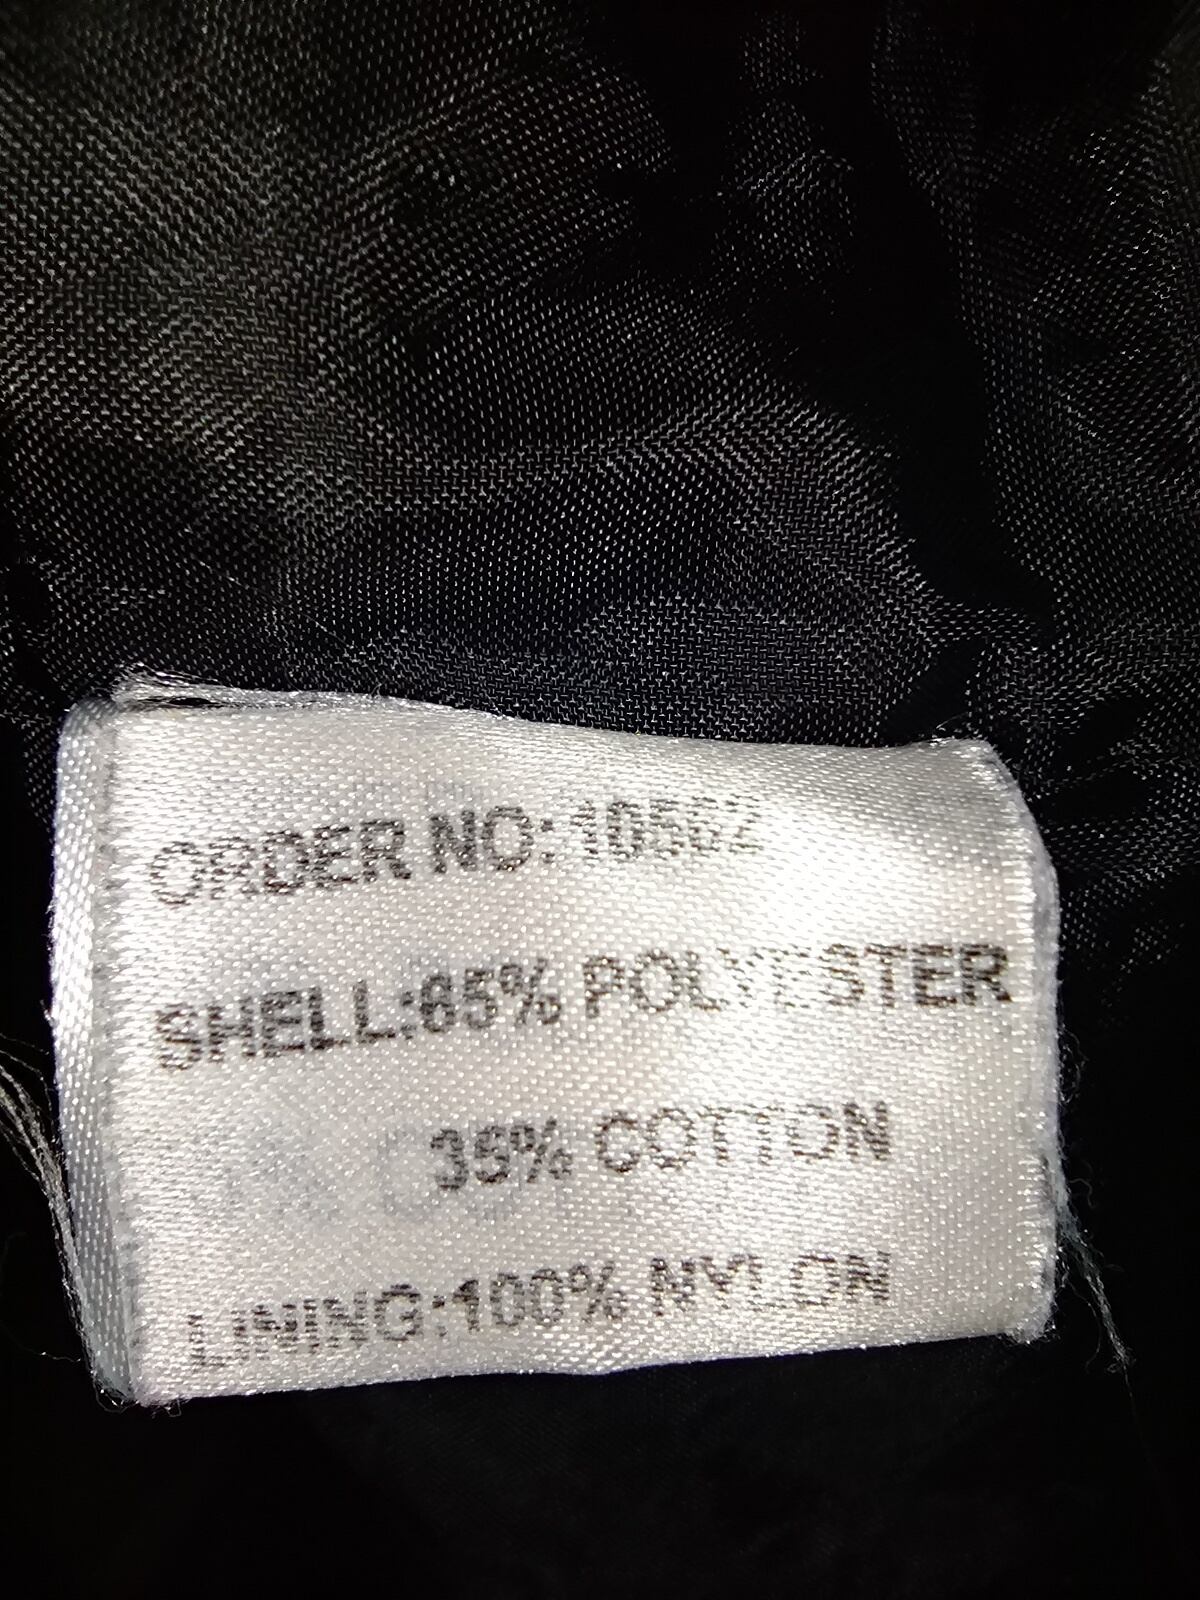 ORDER NO: 10562
SHELL:65% POLYESTER
35% COTTON
LINING:100% NYLON